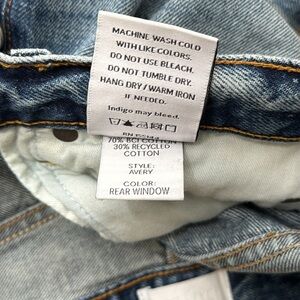 MACHINE WASH COLD
WITH LIKE COLORS.
DO NOT USE BLEACH.
DO NOT TUMBLE DRY.
HANG DRY / WARM IRON
IF NEEDED.
Indigo may bleed.
70% BCI COTTON
30% RECYCLED
COTTON
STYLE:
AVERY
COLOR:
REAR WINDOW